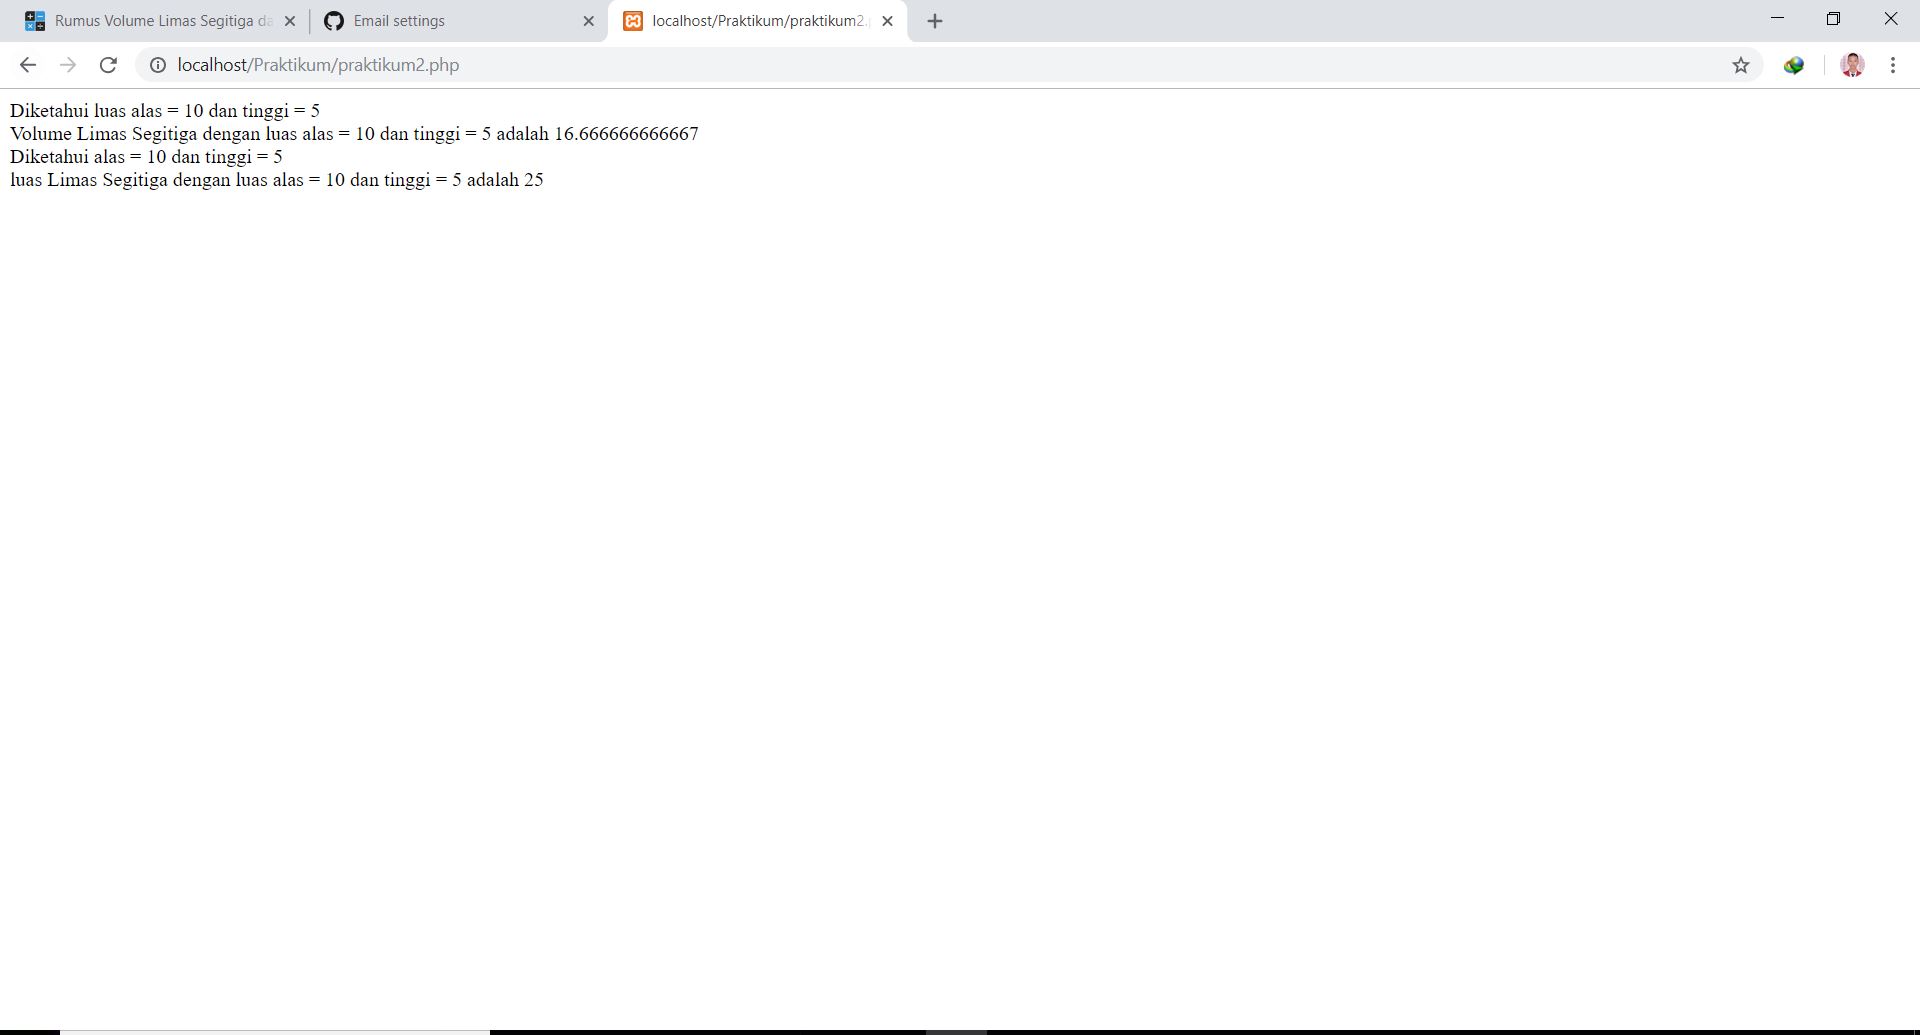 Rumus Volume Limas Segitiga da
Email settings
localhost/Praktikum/praktikum2.
localhost/Praktikum/praktikum2.php
Diketahui luas alas = 10 dan tinggi = 5
Volume Limas Segitiga dengan luas alas = 10 dan tinggi = 5 adalah 16.666666666667
Diketahui alas = 10 dan tinggi = 5
luas Limas Segitiga dengan luas alas = 10 dan tinggi = 5 adalah 25